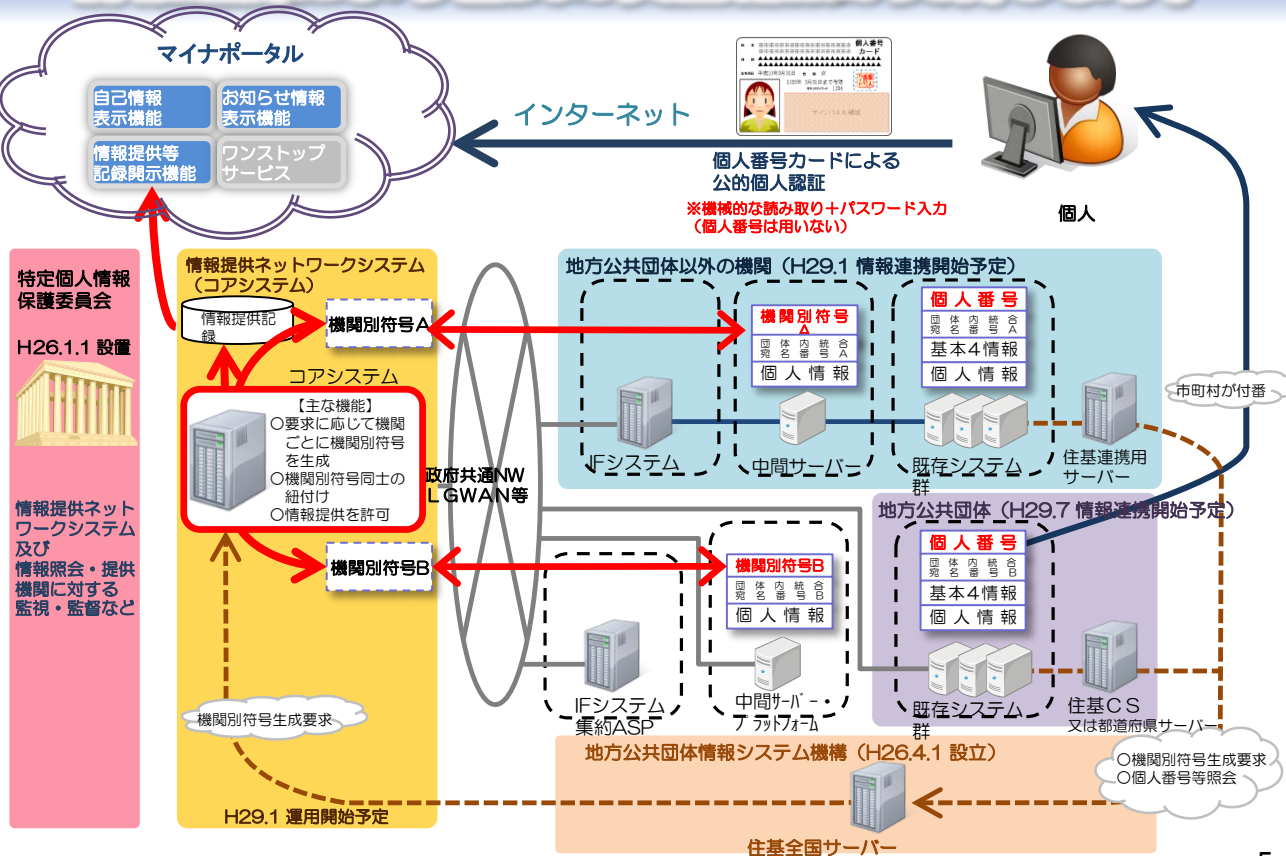 マイナポータル
自己情報
表示機能
お知らせ情報
表示機能
情報提供等
記録開示機能
ワンストップ
サービス
インターネット
個人番号
カード
個人番号カードによる
公的個人認証
※機械的な読み取り＋パスワード入力
（個人番号は用いない）
個人
特定個人情報
保護委員会
H26.1.1 設置
情報提供ネット
ワークシステム
及び
情報照会・提供
機関に対する
監視・監督など
情報提供ネットワークシステム
（コアシステム）
情報提供記
録
機関別符号A
コアシステム
【主な機能】
○要求に応じて機関
ごとに機関別符号
を生成
○機関別符号同士の
紐付け
○情報提供を許可
機関別符号B
機関別符号生成要求
H29.1 運用開始予定
政府共通NW
ＬＧＷＡＮ等
地方公共団体以外の機関（H29.1 情報連携開始予定）
機関別符号
A
団体内統合
宛名番号A
個人情報
個人番号
団体内統合
宛名番号A
基本4情報
個人情報
IFシステム
中間サーバー
既存システム
群
住基連携用
サーバー
市町村が付番
地方公共団体（H29.7 情報連携開始予定）
機関別符号B
団体内統合
宛名番号B
個人情報
個人番号
団体内統合
宛名番号B
基本4情報
個人情報
IFシステム
集約ASP
中間サーバー・
プラットフォーム
既存システム
群
住基ＣＳ
又は都道府県サーバー
地方公共団体情報システム機構（H26.4.1 設立）
○機関別符号生成要求
○個人番号等照会
住基全国サーバー